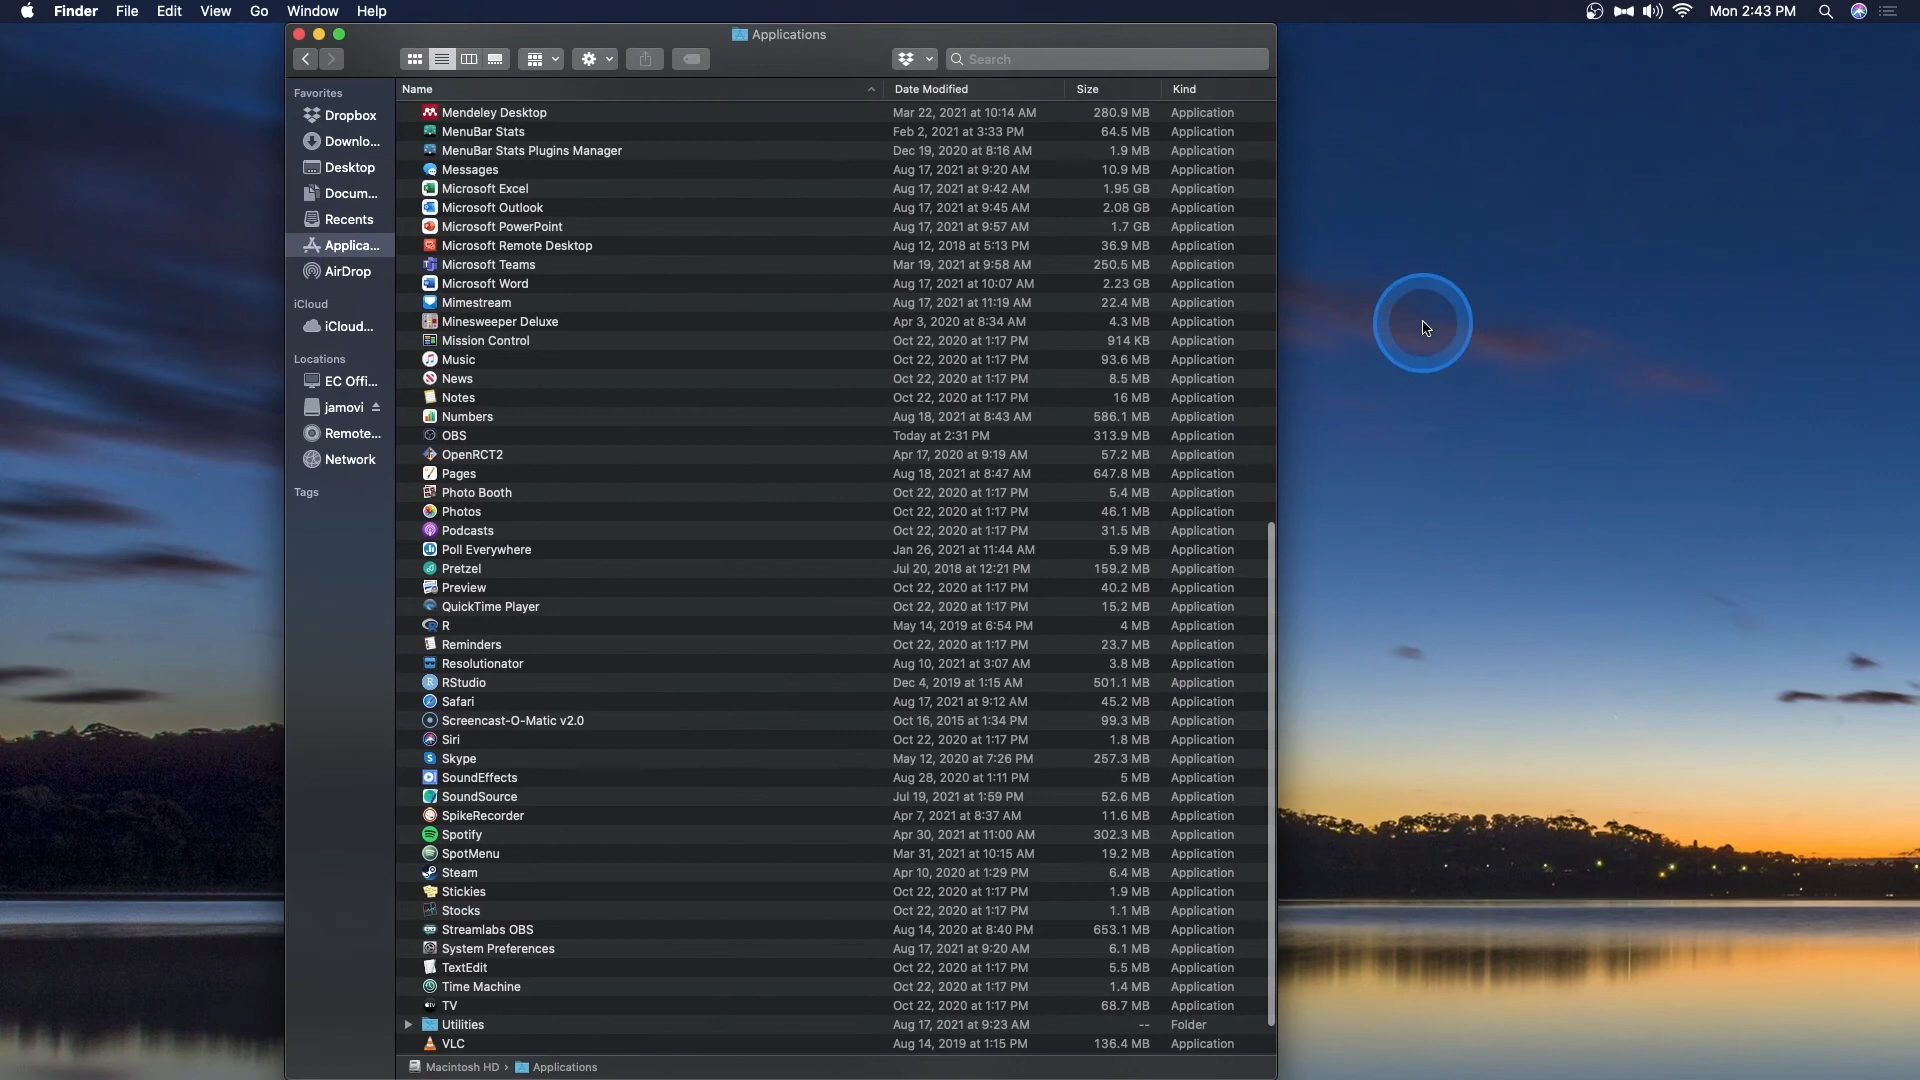 Finder File Edit View Go Window Help Mon 2:43 PM
Applications
Search
Favorites
Dropbox
Downlo...
Desktop
Docum...
Recents
Applica...
AirDrop
iCloud
iCloud...
Locations
EC Offi...
jamovi
Remote...
Network
Tags
Name Date Modified Size Kind
Mendeley Desktop Mar 22, 2021 at 10:14 AM 280.9 MB Application
MenuBar Stats Feb 2, 2021 at 3:33 PM 64.5 MB Application
MenuBar Stats Plugins Manager Dec 19, 2020 at 8:16 AM 1.9 MB Application
Messages Aug 17, 2021 at 9:20 AM 10.9 MB Application
Microsoft Excel Aug 17, 2021 at 9:42 AM 1.95 GB Application
Microsoft Outlook Aug 17, 2021 at 9:45 AM 2.08 GB Application
Microsoft PowerPoint Aug 17, 2021 at 9:57 AM 1.7 GB Application
Microsoft Remote Desktop Aug 12, 2018 at 5:13 PM 36.9 MB Application
Microsoft Teams Mar 19, 2021 at 9:58 AM 250.5 MB Application
Microsoft Word Aug 17, 2021 at 10:07 AM 2.23 GB Application
Mimestream Aug 17, 2021 at 11:19 AM 22.4 MB Application
Minesweeper Deluxe Apr 3, 2020 at 8:34 AM 4.3 MB Application
Mission Control Oct 22, 2020 at 1:17 PM 914 KB Application
Music Oct 22, 2020 at 1:17 PM 93.6 MB Application
News Oct 22, 2020 at 1:17 PM 8.5 MB Application
Notes Oct 22, 2020 at 1:17 PM 16 MB Application
Numbers Aug 18, 2021 at 8:43 AM 586.1 MB Application
OBS Today at 2:31 PM 313.9 MB Application
OpenRCT2 Apr 17, 2020 at 9:19 AM 57.2 MB Application
Pages Aug 18, 2021 at 8:47 AM 647.8 MB Application
Photo Booth Oct 22, 2020 at 1:17 PM 5.4 MB Application
Photos Oct 22, 2020 at 1:17 PM 46.1 MB Application
Podcasts Oct 22, 2020 at 1:17 PM 31.5 MB Application
Poll Everywhere Jan 26, 2021 at 11:44 AM 5.9 MB Application
Pretzel Jul 20, 2018 at 12:21 PM 159.2 MB Application
Preview Oct 22, 2020 at 1:17 PM 40.2 MB Application
QuickTime Player Oct 22, 2020 at 1:17 PM 15.2 MB Application
R May 14, 2019 at 6:54 PM 4 MB Application
Reminders Oct 22, 2020 at 1:17 PM 23.7 MB Application
Resolutionator Aug 10, 2021 at 3:07 AM 3.8 MB Application
RStudio Dec 4, 2019 at 1:15 AM 501.1 MB Application
Safari Aug 17, 2021 at 9:12 AM 45.2 MB Application
Screencast-O-Matic v2.0 Oct 16, 2015 at 1:34 PM 99.3 MB Application
Siri Oct 22, 2020 at 1:17 PM 1.8 MB Application
Skype May 12, 2020 at 7:26 PM 257.3 MB Application
SoundEffects Aug 28, 2020 at 1:11 PM 5 MB Application
SoundSource Jul 19, 2021 at 1:59 PM 52.6 MB Application
SpikeRecorder Apr 7, 2021 at 8:37 AM 11.6 MB Application
Spotify Apr 30, 2021 at 11:00 AM 302.3 MB Application
SpotMenu Mar 31, 2021 at 10:15 AM 19.2 MB Application
Steam Apr 10, 2020 at 1:29 PM 6.4 MB Application
Stickies Oct 22, 2020 at 1:17 PM 1.9 MB Application
Stocks Oct 22, 2020 at 1:17 PM 1.1 MB Application
Streamlabs OBS Aug 14, 2020 at 8:40 PM 653.1 MB Application
System Preferences Aug 17, 2021 at 9:20 AM 6.1 MB Application
TextEdit Oct 22, 2020 at 1:17 PM 5.5 MB Application
Time Machine Oct 22, 2020 at 1:17 PM 1.4 MB Application
TV Oct 22, 2020 at 1:17 PM 68.7 MB Application
Utilities Aug 17, 2021 at 9:23 AM -- Folder
VLC Aug 14, 2019 at 1:15 PM 136.4 MB Application
Macintosh HD › Applications